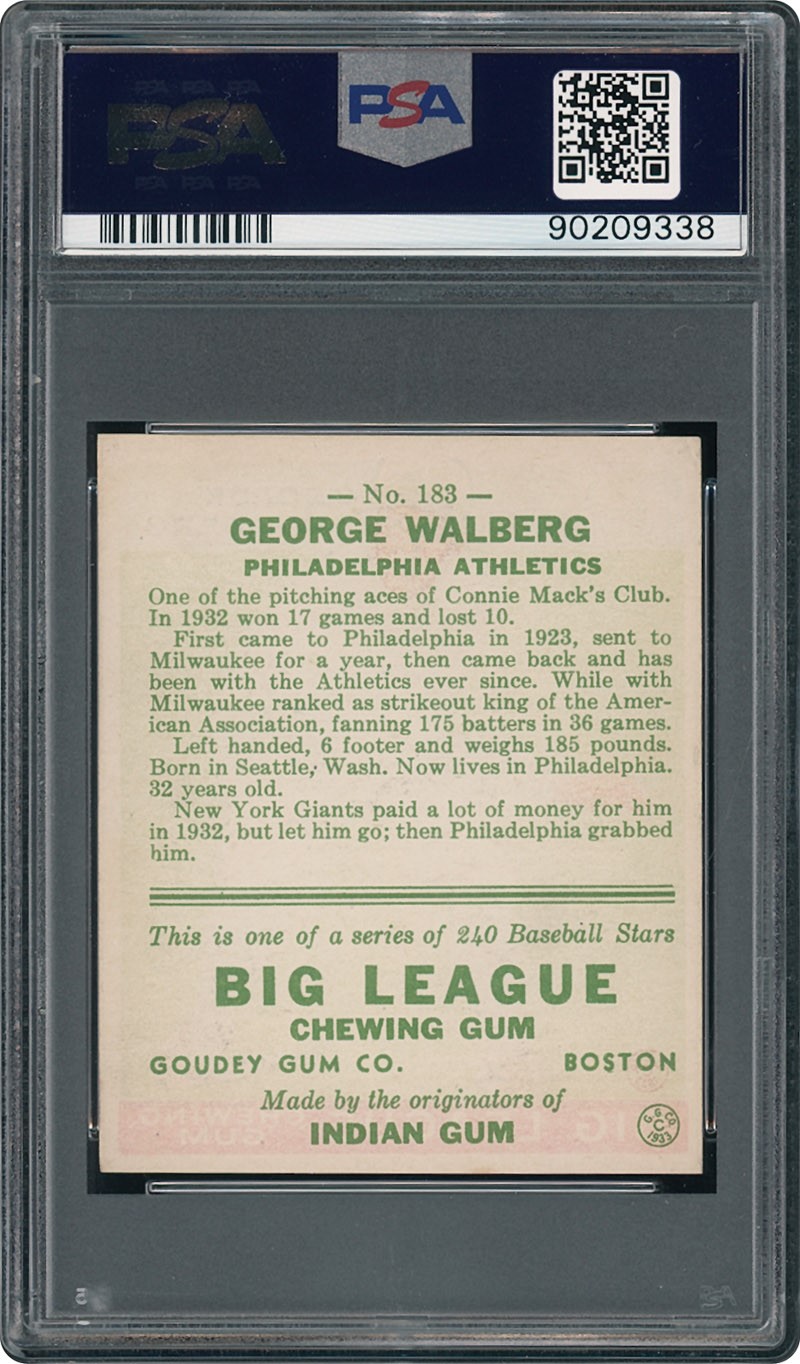 PSA
90209338
— No. 183 —
GEORGE WALBERG
PHILADELPHIA ATHLETICS
One of the pitching aces of Connie Mack's Club.
In 1932 won 17 games and lost 10.
First came to Philadelphia in 1923, sent to
Milwaukee for a year, then came back and has
been with the Athletics ever since. While with
Milwaukee ranked as strikeout king of the Amer-
ican Association, fanning 175 batters in 36 games.
Left handed, 6 footer and weighs 185 pounds.
Born in Seattle, Wash. Now lives in Philadelphia.
32 years old.
New York Giants paid a lot of money for him
in 1932, but let him go; then Philadelphia grabbed
him.
This is one of a series of 240 Baseball Stars
BIG LEAGUE
CHEWING GUM
GOUDEY GUM CO. BOSTON
Made by the originators of
INDIAN GUM
G. G. CO.
C
1933
PSA